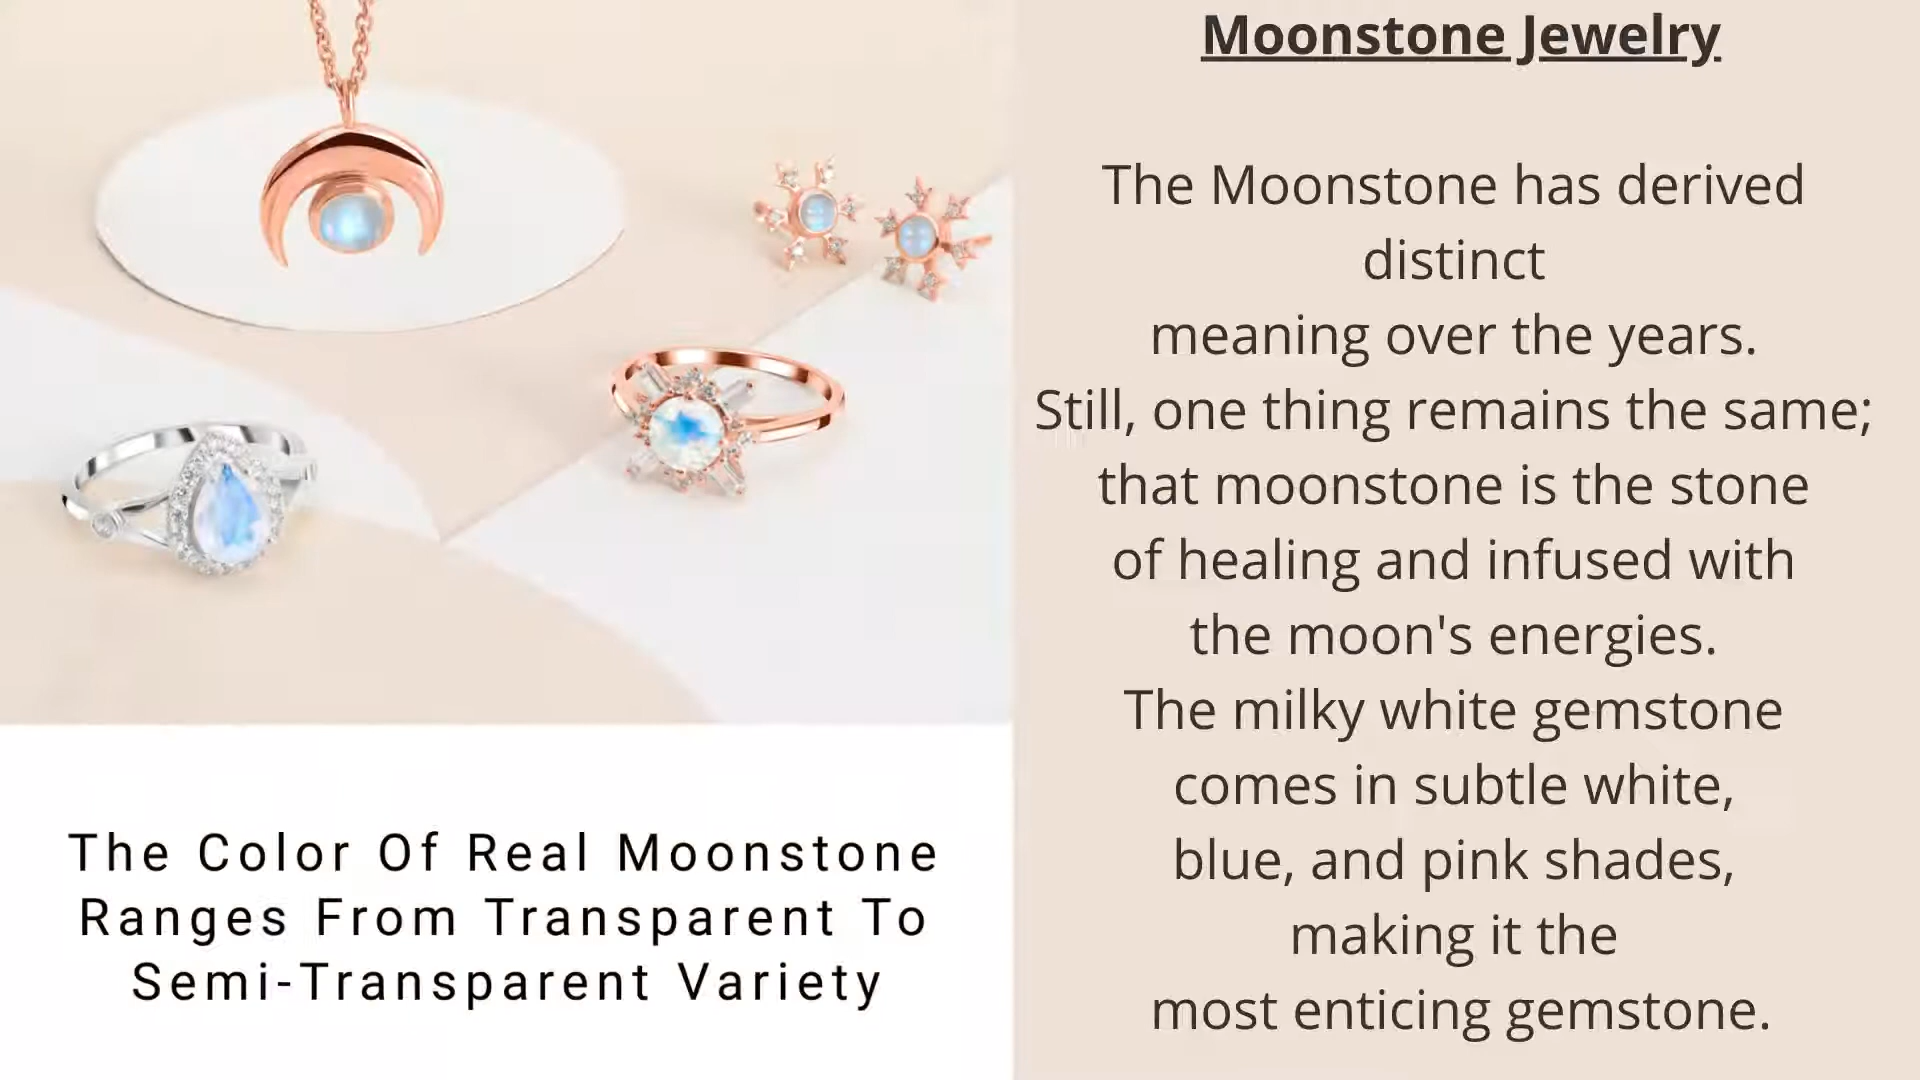 Moonstone Jewelry
The Moonstone has derived
distinct
meaning over the years.
Still, one thing remains the same;
that moonstone is the stone
of healing and infused with
the moon's energies.
The milky white gemstone
comes in subtle white,
blue, and pink shades,
making it the
most enticing gemstone.
The Color Of Real Moonstone
Ranges From Transparent To
Semi-Transparent Variety